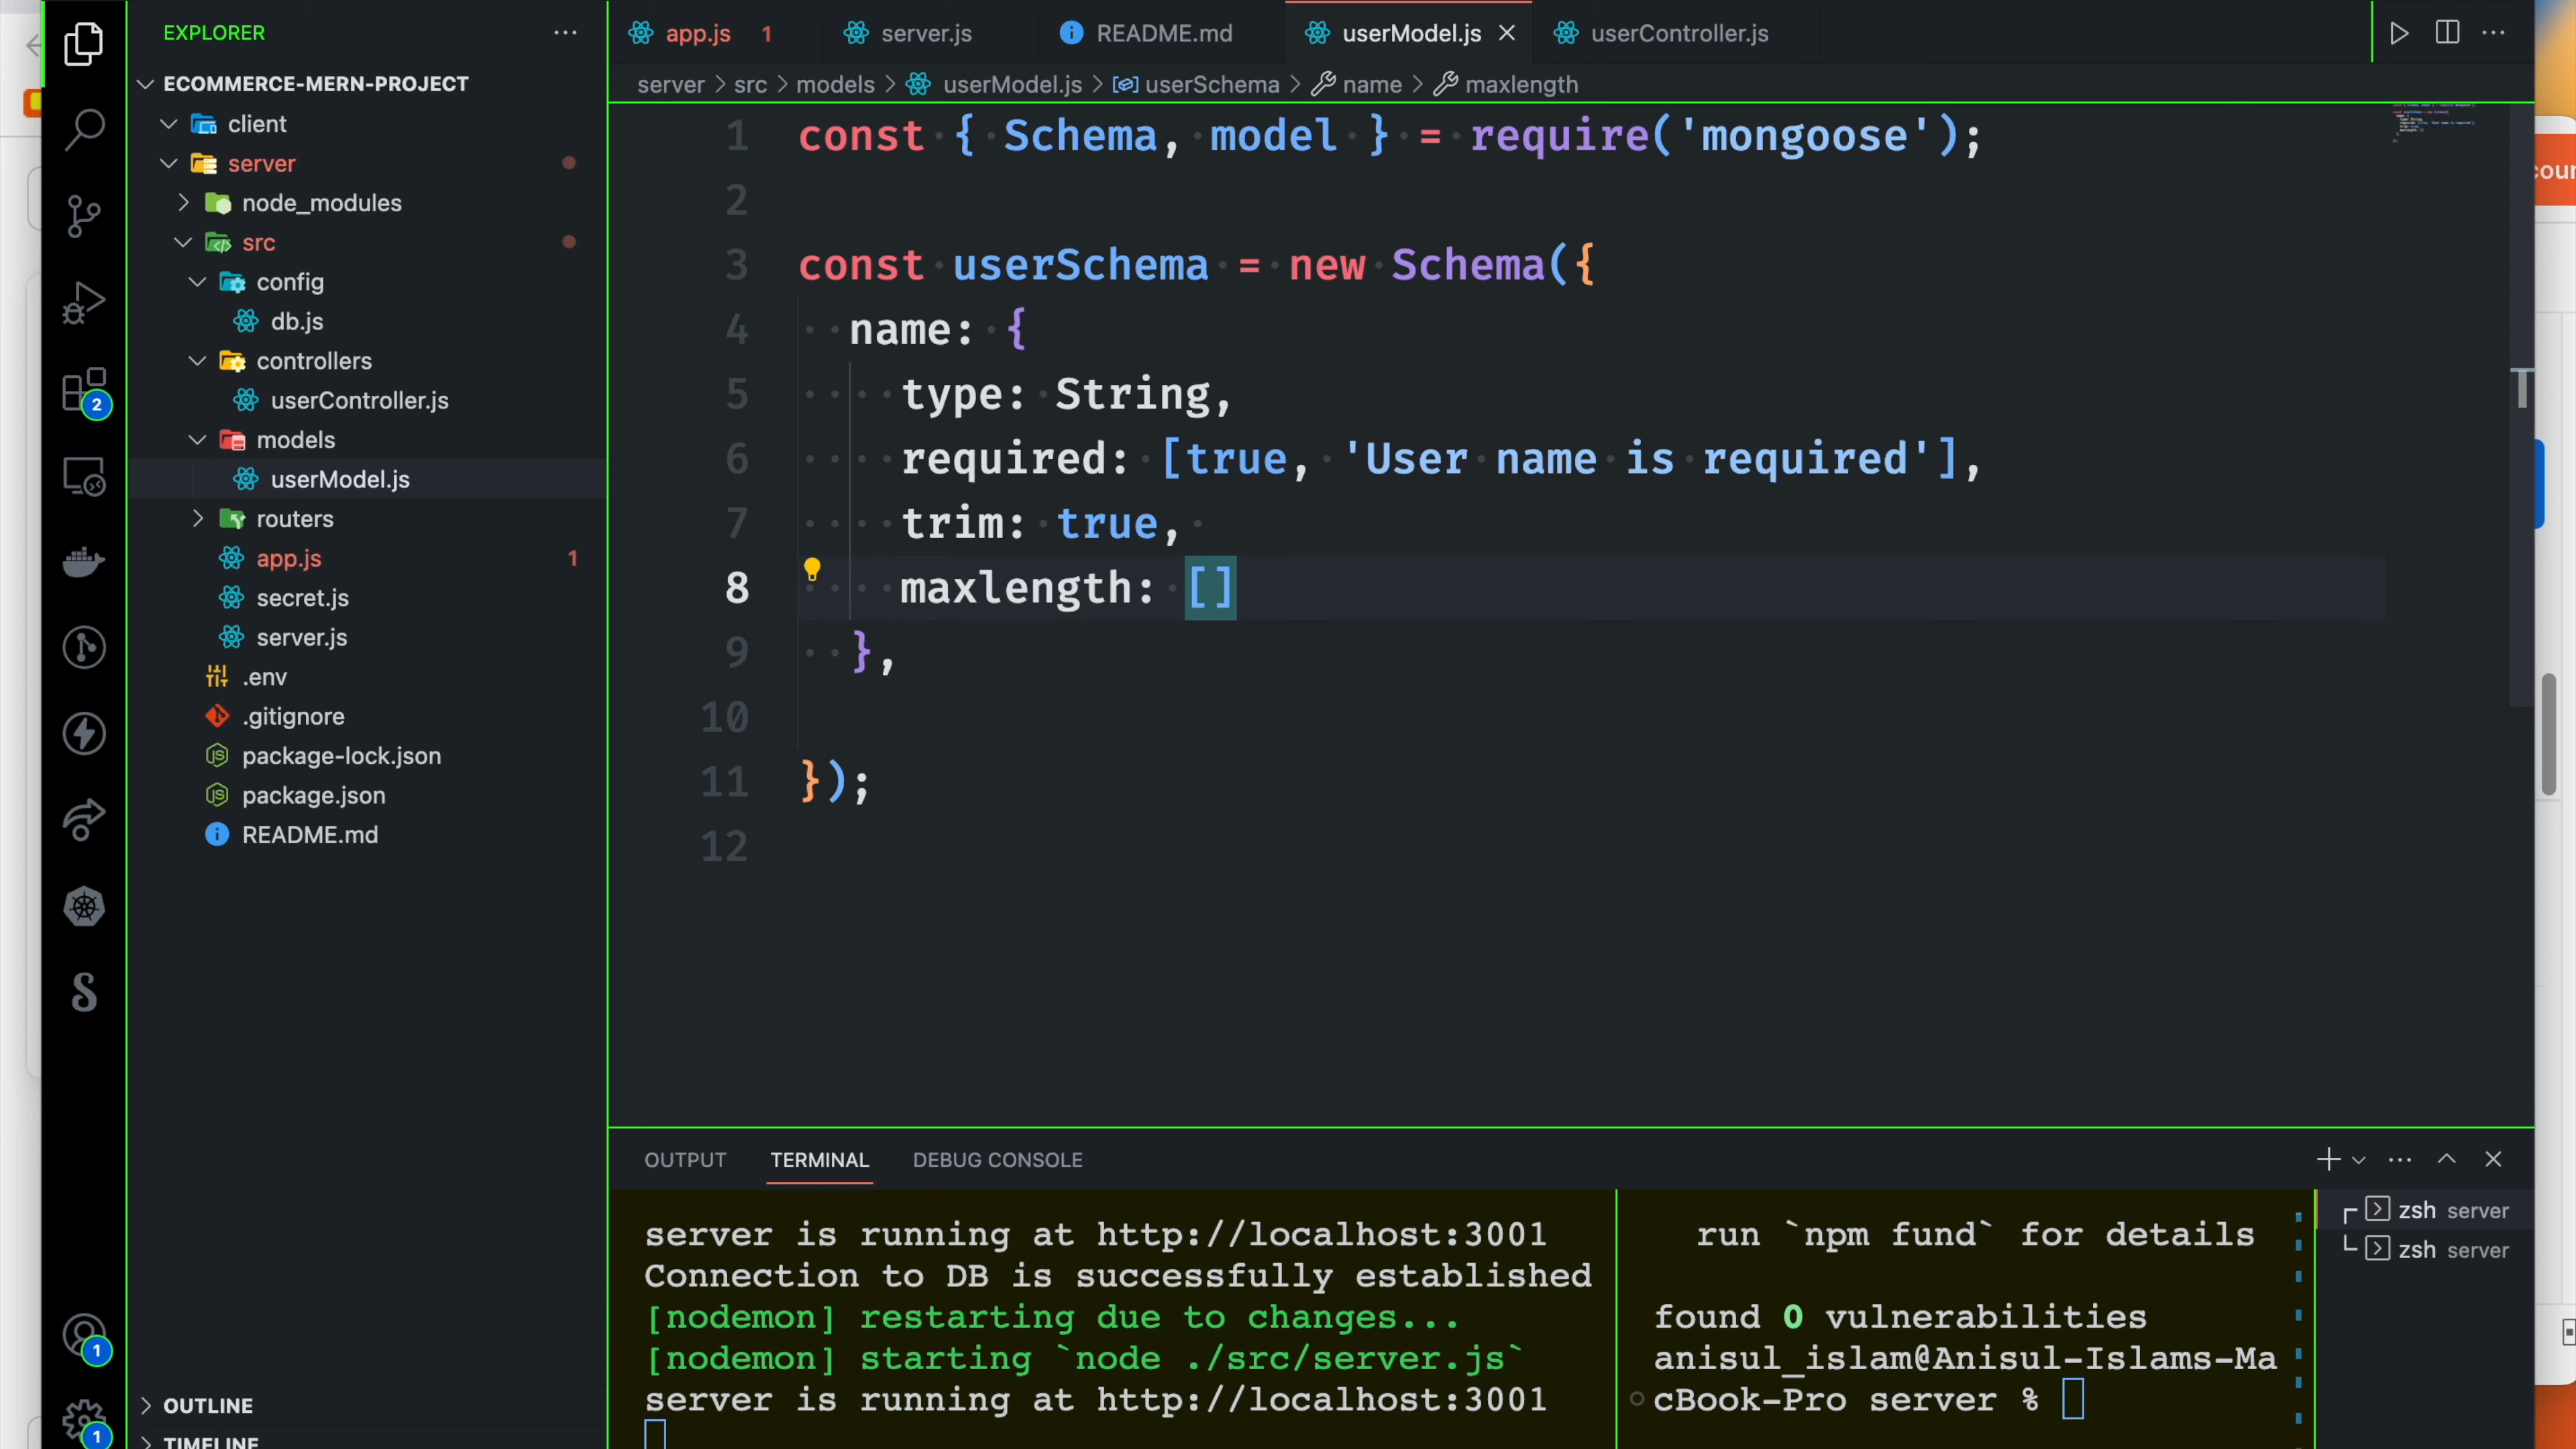 EXPLORER
ECOMMERCE-MERN-PROJECT
client
server
node_modules
src
config
db.js
controllers
userController.js
models
userModel.js
routers
app.js 1
secret.js
server.js
.env
.gitignore
package-lock.json
package.json
README.md
OUTLINE
TIMELINE
2
1
1
app.js 1 server.js README.md userModel.js userController.js
server > src > models > userModel.js > userSchema > name > maxlength
1 const { Schema, model } = require('mongoose');
2
3 const userSchema = new Schema({
4 name: {
5 type: String,
6 required: [true, 'User name is required'],
7 trim: true,
8 maxlength: []
9 },
10
11 });
12
OUTPUT TERMINAL DEBUG CONSOLE
server is running at http://localhost:3001
Connection to DB is successfully established
[nodemon] restarting due to changes...
[nodemon] starting `node ./src/server.js`
server is running at http://localhost:3001
run `npm fund` for details
found 0 vulnerabilities
anisul_islam@Anisul-Islams-Ma
cBook-Pro server %
zsh server
zsh server